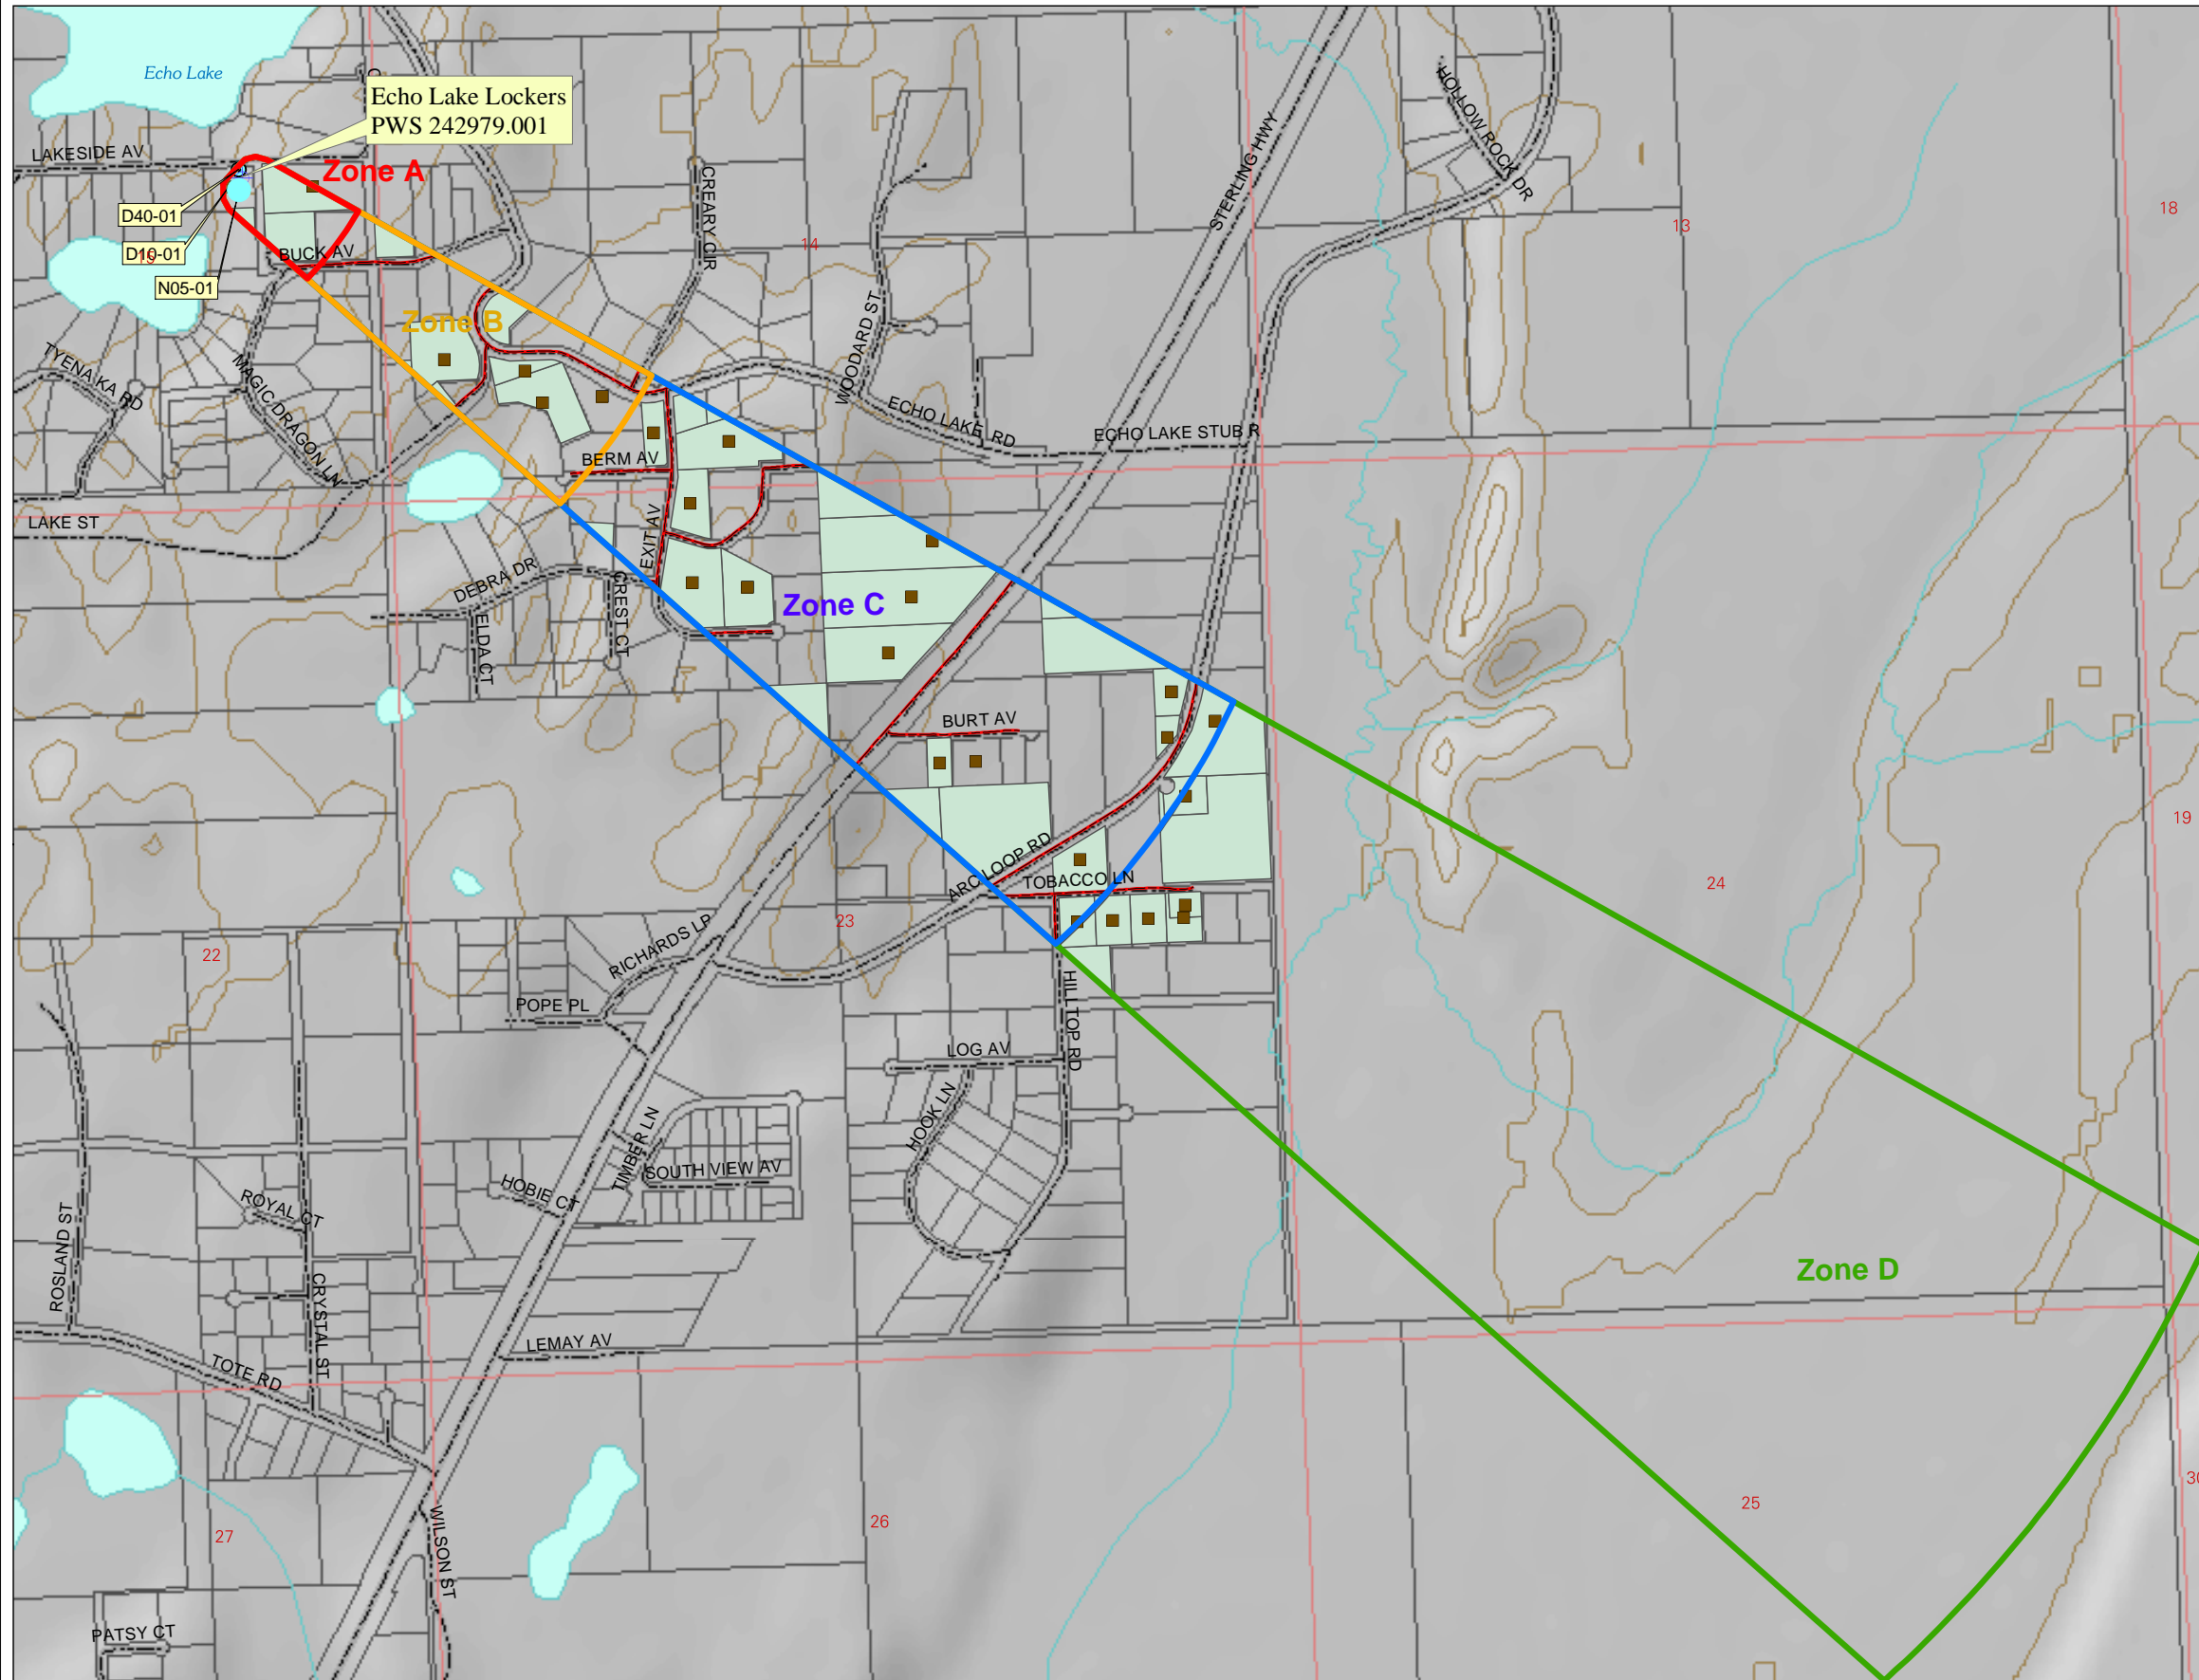 Echo Lake
Echo Lake Lockers
PWS 242979.001
HOLLOW ROCK DR
STERLING HWY
LAKESIDE AV
Zone A
CREARY CIR
18
D40-01
13
14
D10-01
BUCK AV
N05-01
Zone B
WOODARD ST
TYENA KA RD
MAGIC DRAGON LN
ECHO LAKE RD
ECHO LAKE STUB R
BERM AV
LAKE ST
EXIT AV
DEBRA DR
CREST CT
ELDA CT
Zone C
BURT AV
19
ARC LOOP RD
TOBACCO LN
24
23
22
RICHARDS LP
POPE PL
HILLTOP RD
LOG AV
HOOK LN
TIMBER LN
SOUTH VIEW AV
HOBIE CT
ROYAL CT
ROSLAND ST
CRYSTAL ST
Zone D
LEMAY AV
TOTE RD
30
25
26
27
WILSON ST
PATSY CT